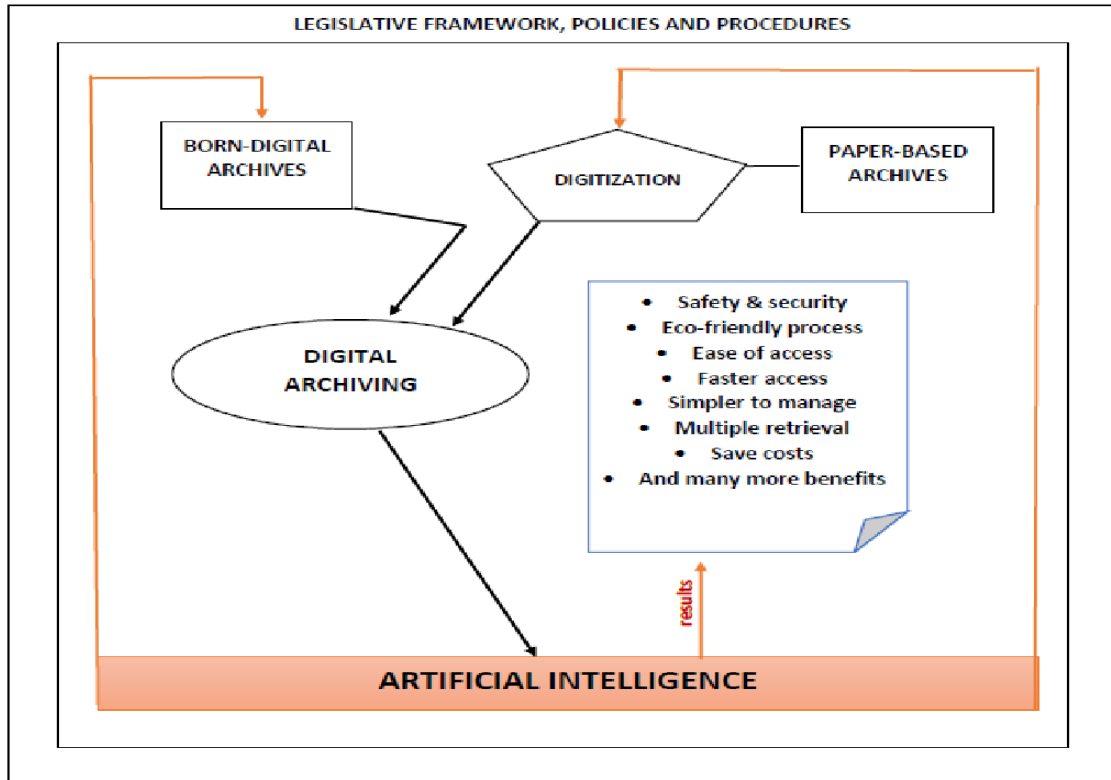 LEGISLATIVE FRAMEWORK, POLICIES AND PROCEDURES
BORN-DIGITAL
ARCHIVES
DIGITIZATION
PAPER-BASED
ARCHIVES
DIGITAL
ARCHIVING
• Safety & security
• Eco-friendly process
• Ease of access
• Faster access
• Simpler to manage
• Multiple retrieval
• Save costs
• And many more benefits
results
ARTIFICIAL INTELLIGENCE